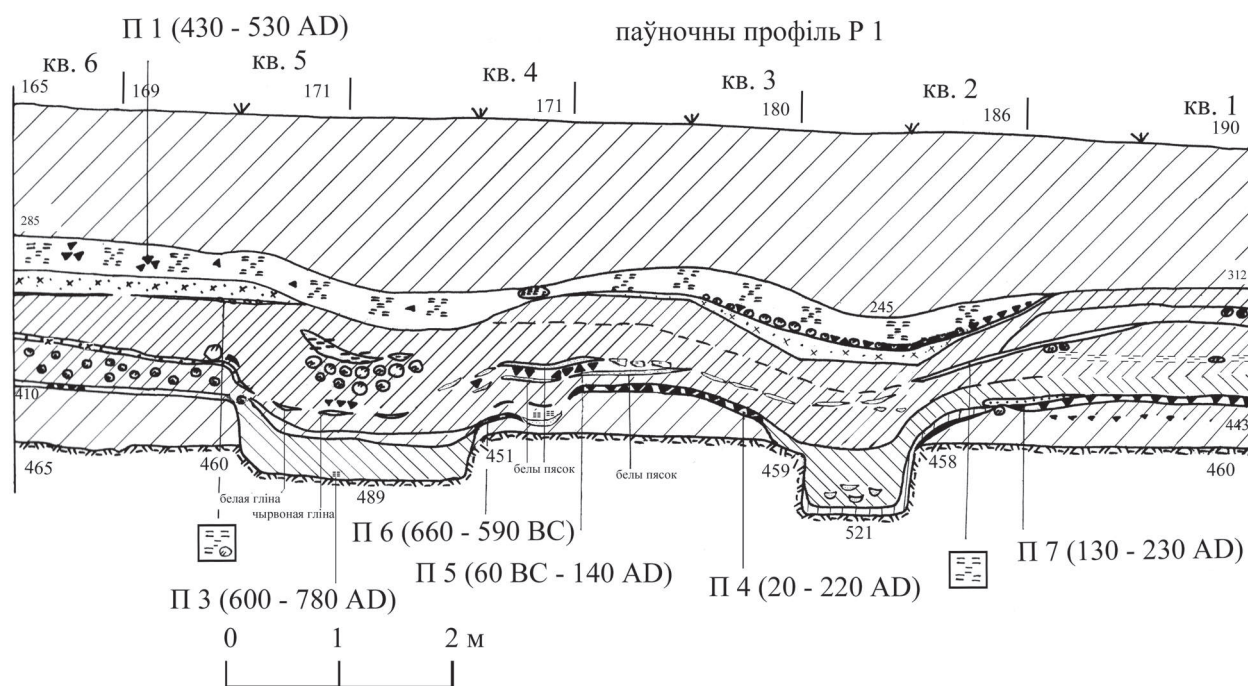 П 1 (430 - 530 AD)
паўночны профіль Р 1
кв. 6
кв. 5
кв. 4
кв. 3
кв. 2
кв. 1
165
169
171
171
180
186
190
285
245
312
410
443
465
460
489
451
459
521
458
460
белая гліна
чырвоная гліна
белы пясок
белы пясок
П 6 (660 - 590 BC)
П 5 (60 BC - 140 AD)
П 3 (600 - 780 AD)
П 4 (20 - 220 AD)
П 7 (130 - 230 AD)
0 1 2 м